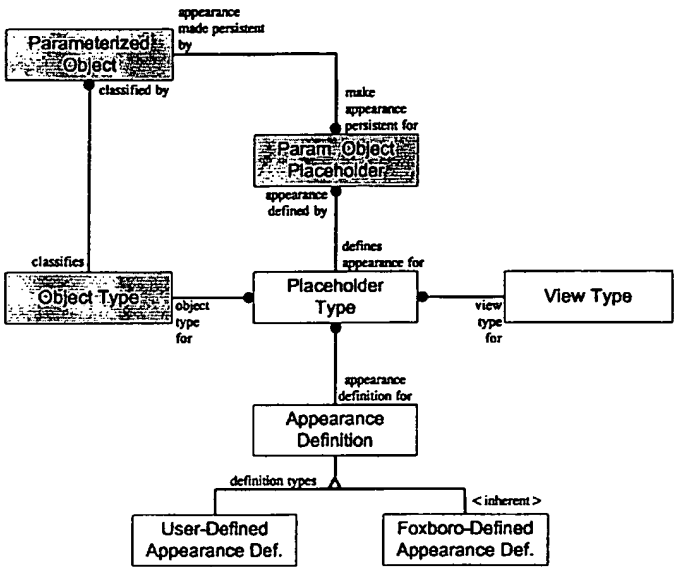 appearance
made persistent
by
Parameterized
Object
classified by
make
appearance
persistent for
Param. Object
Placeholder
appearance
defined by
classifies
defines
appearance for
Object Type
object
type
for
Placeholder
Type
view
type
for
View Type
appearance
definition for
Appearance
Definition
definition types
< inherent >
User-Defined
Appearance Def.
Foxboro-Defined
Appearance Def.